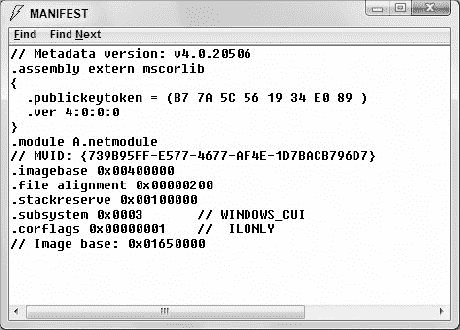 MANIFEST
Find Find Next
// Metadata version: v4.0.20506
.assembly extern mscorlib
{
.publickeytoken = (B7 7A 5C 56 19 34 E0 89 )
.ver 4:0:0:0
}
.module A.netmodule
// MVID: {739B95FF-E577-4677-AF4E-1D7BACB796D7}
.imagebase 0x00400000
.file alignment 0x00000200
.stackreserve 0x00100000
.subsystem 0x0003 // WINDOWS_CUI
.corflags 0x00000001 // ILONLY
// Image base: 0x01650000